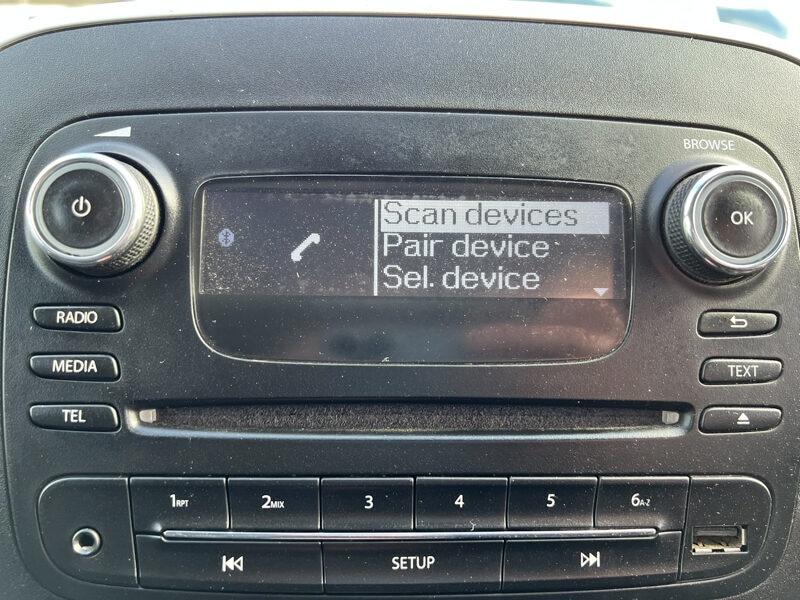 BROWSE
OK
Scan devices
Pair device
Sel. device
RADIO
MEDIA
TEXT
TEL
1RPT
2MIX
3
4
5
6A-Z
SETUP